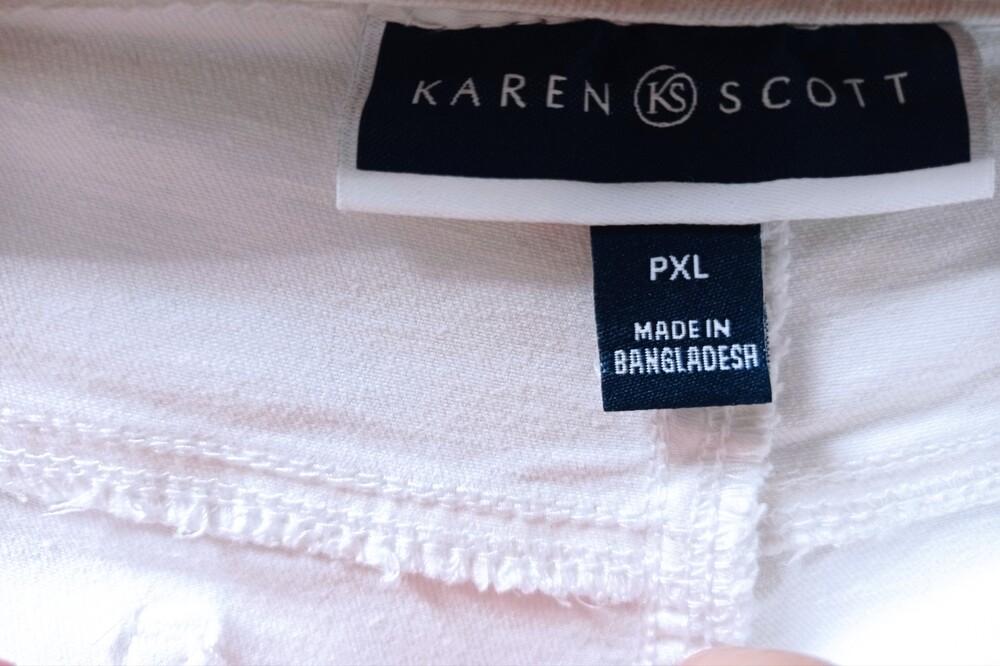 KAREN KS SCOTT
PXL
MADE IN
BANGLADESH